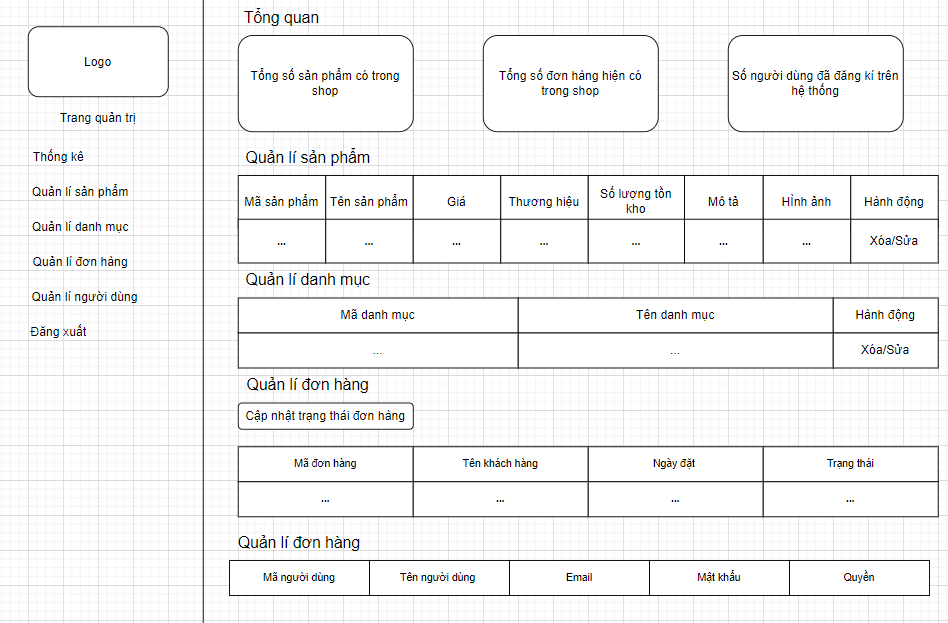 Logo
Trang quản trị
Thống kê
Quản lí sản phẩm
Quản lí danh mục
Quản lí đơn hàng
Quản lí người dùng
Đăng xuất
Tổng quan
Tổng số sản phẩm có trong
shop
Tổng số đơn hàng hiện có
trong shop
Số người dùng đã đăng kí trên
hệ thống
Quản lí sản phẩm
Mã sản phẩm Tên sản phẩm Giá Thương hiệu Số lượng tồn
kho Mô tả Hình ảnh Hành động
... ... ... ... ... ... ... Xóa/Sửa
Quản lí danh mục
Mã danh mục Tên danh mục Hành động
... ... Xóa/Sửa
Quản lí đơn hàng
Cập nhật trạng thái đơn hàng
Mã đơn hàng Tên khách hàng Ngày đặt Trạng thái
... ... ... ...
Quản lí đơn hàng
Mã người dùng Tên người dùng Email Mật khẩu Quyền